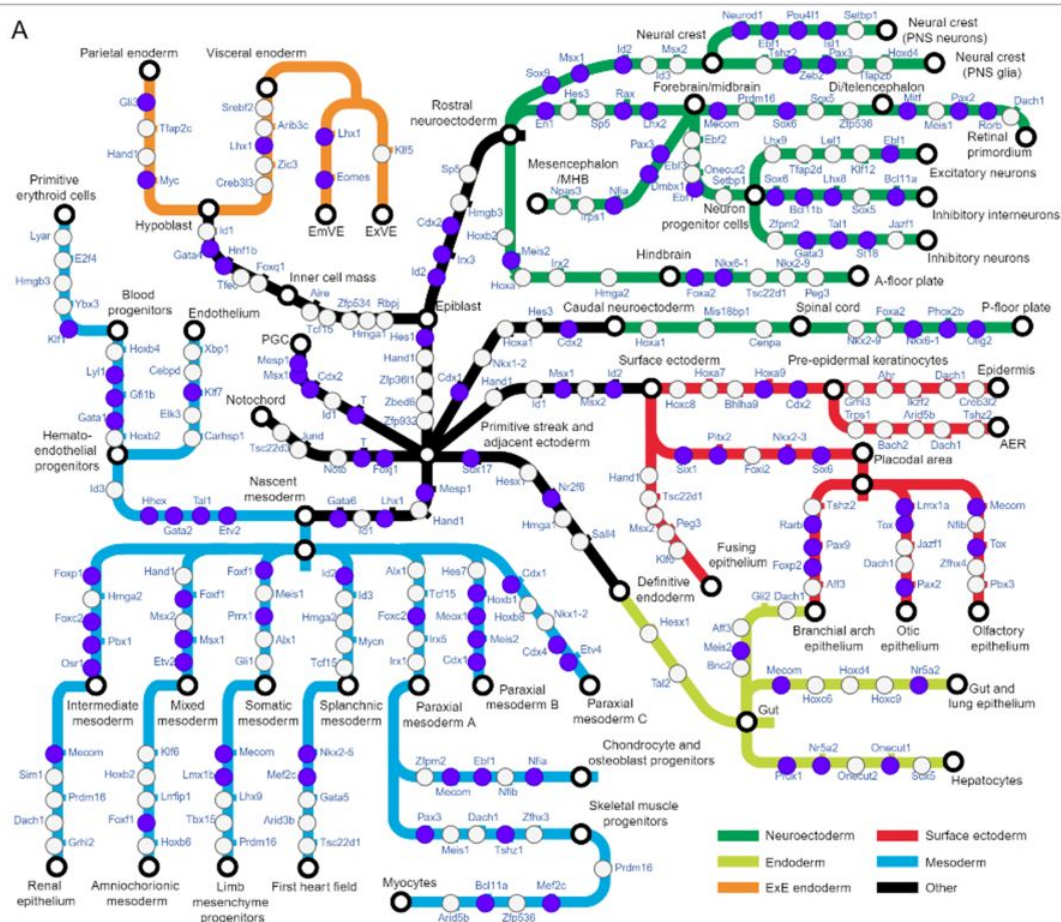 A
Parietal enoderm
Visceral enoderm
Gli3
Tfap2c
Hand1
Myc
Srebf2
Arib3c
Lhx1
Zic3
Creb3l3
Lhx1
Eomes
Klf5
EmVE
ExVE
Hypoblast
Id1
Gata4
Hnf1b
Tfec
Foxq1
Inner cell mass
Aire
Tcf15
Zfp534
Hmga1
Rbpj
Epiblast
Primitive erythroid cells
Lyar
E2f4
Hmgb3
Ybx3
Klf1
Blood
progenitors
Endothelium
Hoxb4
Lyl1
Gfi1b
Gata1
Hoxb2
Xbp1
Cebpd
Klf7
Elk3
Carhsp1
Hemato-
endothelial
progenitors
Id3
Hhex
Gata2
Tal1
Etv2
Nascent
mesoderm
Gata6
Id1
Lhx1
Hand1
Mesp1
PGC
Mesp1
Msx1
Cdx2
Id1
T
Notochord
Tsc22d3
Jund
Noto
T
Foxj1
Sox17
Hes1
Hand1
Zfp36l1
Zbed6
Zfp932
Primitive streak and
adjacent ectoderm
Rostral
neuroectoderm
Sp5
Hmgb3
Cdx2
Irx3
Id2
Neural crest
Sox9
Msx1
Id2
Id3
Msx2
Neural crest
(PNS neurons)
Neurod1
Ebf1
Pou4f1
Isl1
Setbp1
Neural crest
(PNS glia)
Tshz2
Zeb2
Pax3
Tfap2b
Hoxd4
Forebrain/midbrain
En1
Hes3
Sp5
Rax
Lhx2
Di/telencephalon
Mecom
Prdm16
Sox6
Sox5
Zfp536
Mitf
Meis1
Pax2
Rorb
Dach1
Retinal
primordium
Mesencephalon
/MHB
Npas3
Trps1
Nfia
Dmbx1
Pax3
Ebf2
Ebf3
Onecut2
Ebf1
Setbp1
Neuron
progenitor cells
Lhx9
Tfap2d
Lef1
Klf12
Ebf1
Excitatory neurons
Sox6
Bcl11b
Lhx8
Sox5
Bcl11a
Inhibitory interneurons
Zfpm2
Gata3
Tal1
St18
Jazf1
Inhibitory neurons
Hoxb2
Meis2
Hoxa1
Irx2
Hmga2
Hindbrain
Foxa2
Nkx6-1
Tsc22d1
Nkx2-9
Peg3
A-floor plate
Caudal neuroectoderm
Cdx1
Nkx1-2
Hoxa1
Hes3
Cdx2
Hoxa1
Mis18bp1
Cenpa
Spinal cord
Nkx2-9
Foxa2
Nkx6-1
Phox2b
Olig2
P-floor plate
Surface ectoderm
Hand1
Id1
Msx1
Msx2
Id2
Hoxc8
Hoxa7
Bhlha9
Hoxa9
Cdx2
Pre-epidermal keratinocytes
Grhl3
Ahr
Ikzf2
Dach1
Creb3l2
Epidermis
Trps1
Bach2
Arid5b
Dach1
Tshz2
AER
Six1
Pitx2
Foxi2
Nkx2-3
Six6
Placodal area
Hand1
Tsc22d1
Msx2
Peg3
Klf6
Fusing
epithelium
Tshz2
Rarb
Pax9
Foxp2
Aff3
Branchial arch
epithelium
Lmx1a
Tox
Jazf1
Dach1
Pax2
Otic
epithelium
Mecom
Nfib
Tox
Zfhx4
Pbx3
Olfactory
epithelium
Hesx1
Nr2f6
Hmga1
Sall4
Definitive
endoderm
Hesx1
Tal2
Gli2
Dach1
Aff3
Meis2
Bnc2
Gut
Mecom
Hoxc6
Hoxd4
Hoxc9
Nr5a2
Gut and
lung epithelium
Prox1
Nr5a2
Onecut2
Onecut1
Sox5
Hepatocytes
Foxp1
Hmga2
Foxc2
Pbx1
Osr1
Intermediate
mesoderm
Hand1
Foxf1
Msx2
Msx1
Etv2
Mixed
mesoderm
Foxf1
Meis1
Prrx1
Alx1
Gli1
Somatic
mesoderm
Id2
Id3
Hmga2
Mycn
Tcf15
Splanchnic
mesoderm
Alx1
Tcf15
Foxc2
Irx5
Irx1
Paraxial
mesoderm A
Hes7
Hoxb1
Meox1
Meis2
Cdx1
Paraxial
mesoderm B
Cdx1
Hoxb8
Nkx1-2
Cdx4
Etv4
Paraxial
mesoderm C
Mecom
Sim1
Prdm16
Dach1
Grhl2
Renal
epithelium
Klf6
Hoxb2
Lrrfip1
Foxf1
Hoxb6
Amniochorionic
mesoderm
Mecom
Lmx1b
Lhx9
Tbx15
Prdm16
Limb
mesenchyme
progenitors
Nkx2-5
Mef2c
Gata5
Arid3b
Tsc22d1
First heart field
Zfpm2
Mecom
Ebf1
Nfib
Nfia
Chondrocyte and
osteoblast progenitors
Pax3
Meis1
Dach1
Tshz1
Zfhx3
Skeletal muscle
progenitors
Prdm16
Mef2c
Zfp536
Bcl11a
Arid5b
Myocytes
Neuroectoderm
Surface ectoderm
Endoderm
Mesoderm
ExE endoderm
Other